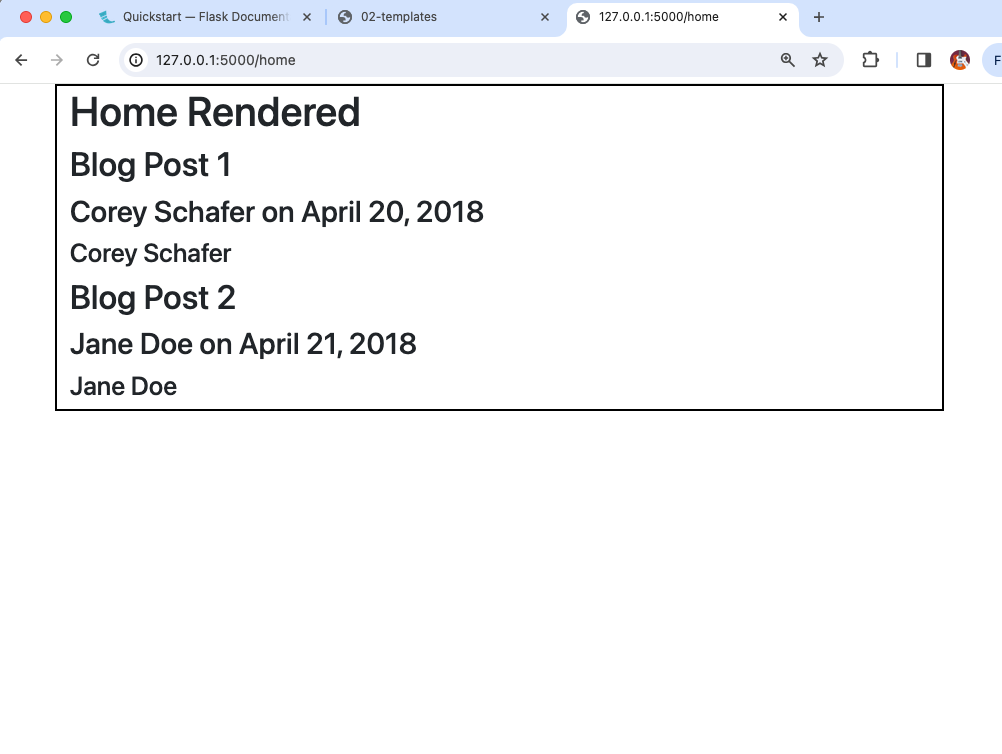 Quickstart — Flask Document
02-templates
127.0.0.1:5000/home
127.0.0.1:5000/home
F
Home Rendered
Blog Post 1
Corey Schafer on April 20, 2018
Corey Schafer
Blog Post 2
Jane Doe on April 21, 2018
Jane Doe